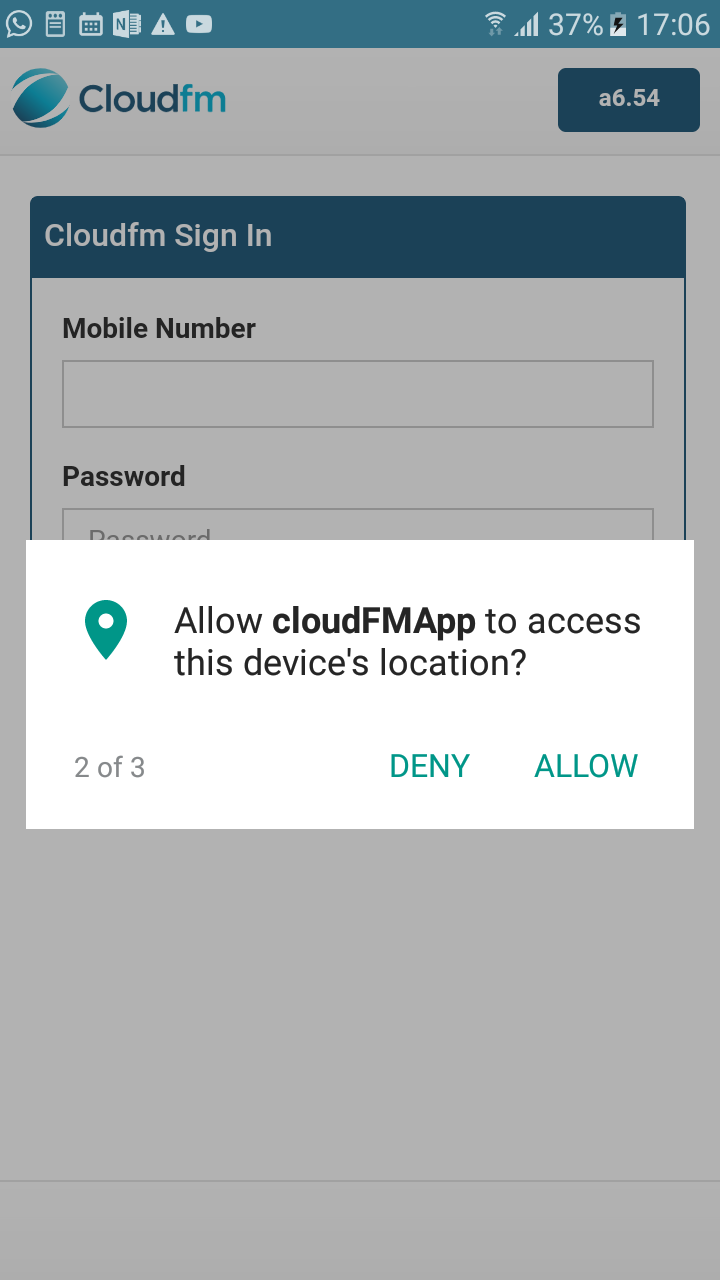 37% 17:06
Cloudfm
a6.54
Cloudfm Sign In
Mobile Number
Password
Password
Allow cloudFMApp to access
this device's location?
2 of 3
DENY
ALLOW